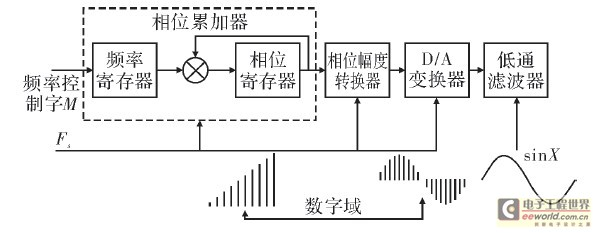 相位累加器
频率
寄存器
相位
寄存器
相位幅度
转换器
D/A
变换器
低通
滤波器
频率控
制字M
Fs
sinX
数字域
电子工程世界
eeworld.com.cn